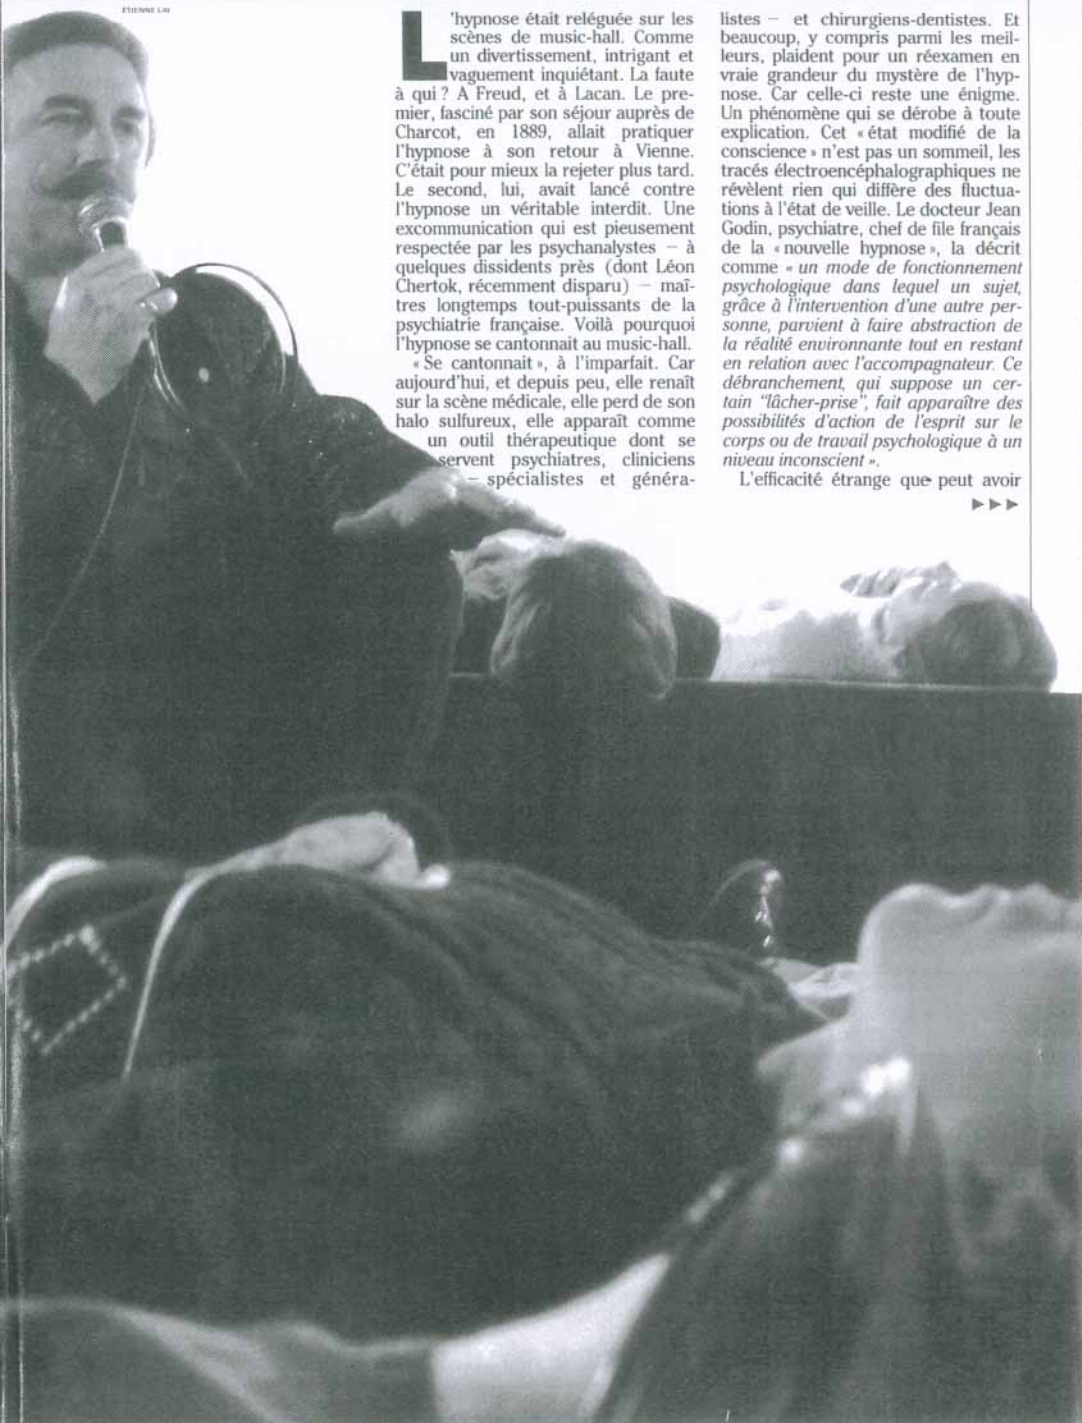 ETIENNE LAI
L'hypnose était reléguée sur les
scènes de music-hall. Comme
un divertissement, intrigant et
vaguement inquiétant. La faute
à qui ? A Freud, et à Lacan. Le pre-
mier, fasciné par son séjour auprès de
Charcot, en 1889, allait pratiquer
l'hypnose à son retour à Vienne.
C'était pour mieux la rejeter plus tard.
Le second, lui, avait lancé contre
l'hypnose un véritable interdit. Une
excommunication qui est pieusement
respectée par les psychanalystes — à
quelques dissidents près (dont Léon
Chertok, récemment disparu) — maî-
tres longtemps tout-puissants de la
psychiatrie française. Voilà pourquoi
l'hypnose se cantonnait au music-hall.
« Se cantonnait », à l'imparfait. Car
aujourd'hui, et depuis peu, elle renaît
sur la scène médicale, elle perd de son
halo sulfureux, elle apparaît comme
un outil thérapeutique dont se
servent psychiatres, cliniciens
— spécialistes et généra-
listes — et chirurgiens-dentistes. Et
beaucoup, y compris parmi les meil-
leurs, plaident pour un réexamen en
vraie grandeur du mystère de l'hyp-
nose. Car celle-ci reste une énigme.
Un phénomène qui se dérobe à toute
explication. Cet « état modifié de la
conscience » n'est pas un sommeil, les
tracés électroencéphalographiques ne
révèlent rien qui diffère des fluctua-
tions à l'état de veille. Le docteur Jean
Godin, psychiatre, chef de file français
de la « nouvelle hypnose », la décrit
comme « un mode de fonctionnement
psychologique dans lequel un sujet,
grâce à l'intervention d'une autre per-
sonne, parvient à faire abstraction de
la réalité environnante tout en restant
en relation avec l'accompagnateur. Ce
débranchement, qui suppose un cer-
tain “lâcher-prise”, fait apparaître des
possibilités d'action de l'esprit sur le
corps ou de travail psychologique à un
niveau inconscient ».
L'efficacité étrange que peut avoir
►►►